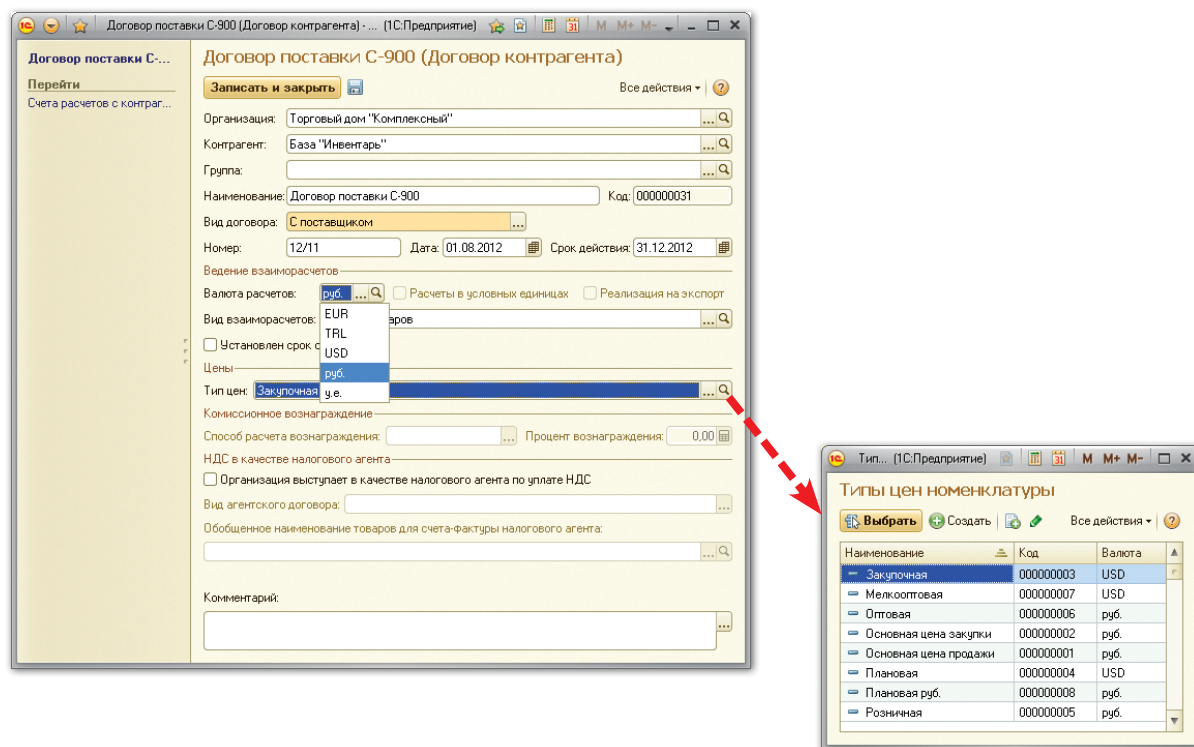 Договор поставки С-900 (Договор контрагента) - ... (1С:Предприятие) M M+ M-
Договор поставки С-...
Перейти
Счета расчетов с контраг...
Договор поставки С-900 (Договор контрагента)
Записать и закрыть Все действия
Организация: Торговый дом "Комплексный"
Контрагент: База "Инвентарь"
Группа:
Наименование: Договор поставки С-900 Код: 000000031
Вид договора: С поставщиком
Номер: 12/11 Дата: 01.08.2012 Срок действия: 31.12.2012
Ведение взаиморасчетов
Валюта расчетов: руб. Расчеты в условных единицах Реализация на экспорт
EUR
Вид взаиморасчетов:
TRL
Установлен срок
USD
Цены
руб.
Тип цен: Закупочная
у.е.
Комиссионное вознаграждение
Способ расчета вознаграждения: Процент вознаграждения: 0,00
НДС в качестве налогового агента
Организация выступает в качестве налогового агента по уплате НДС
Вид агентского договора:
Обобщенное наименование товаров для счета-фактуры налогового агента:
Комментарий:
Тип... (1С:Предприятие) 31 M M+ M-
Типы цен номенклатуры
Выбрать Создать Все действия
Наименование Код Валюта
Закупочная 000000003 USD
Мелкооптовая 000000007 USD
Оптовая 000000006 руб.
Основная цена закупки 000000002 руб.
Основная цена продажи 000000001 руб.
Плановая 000000004 USD
Плановая руб. 000000008 руб.
Розничная 000000005 руб.